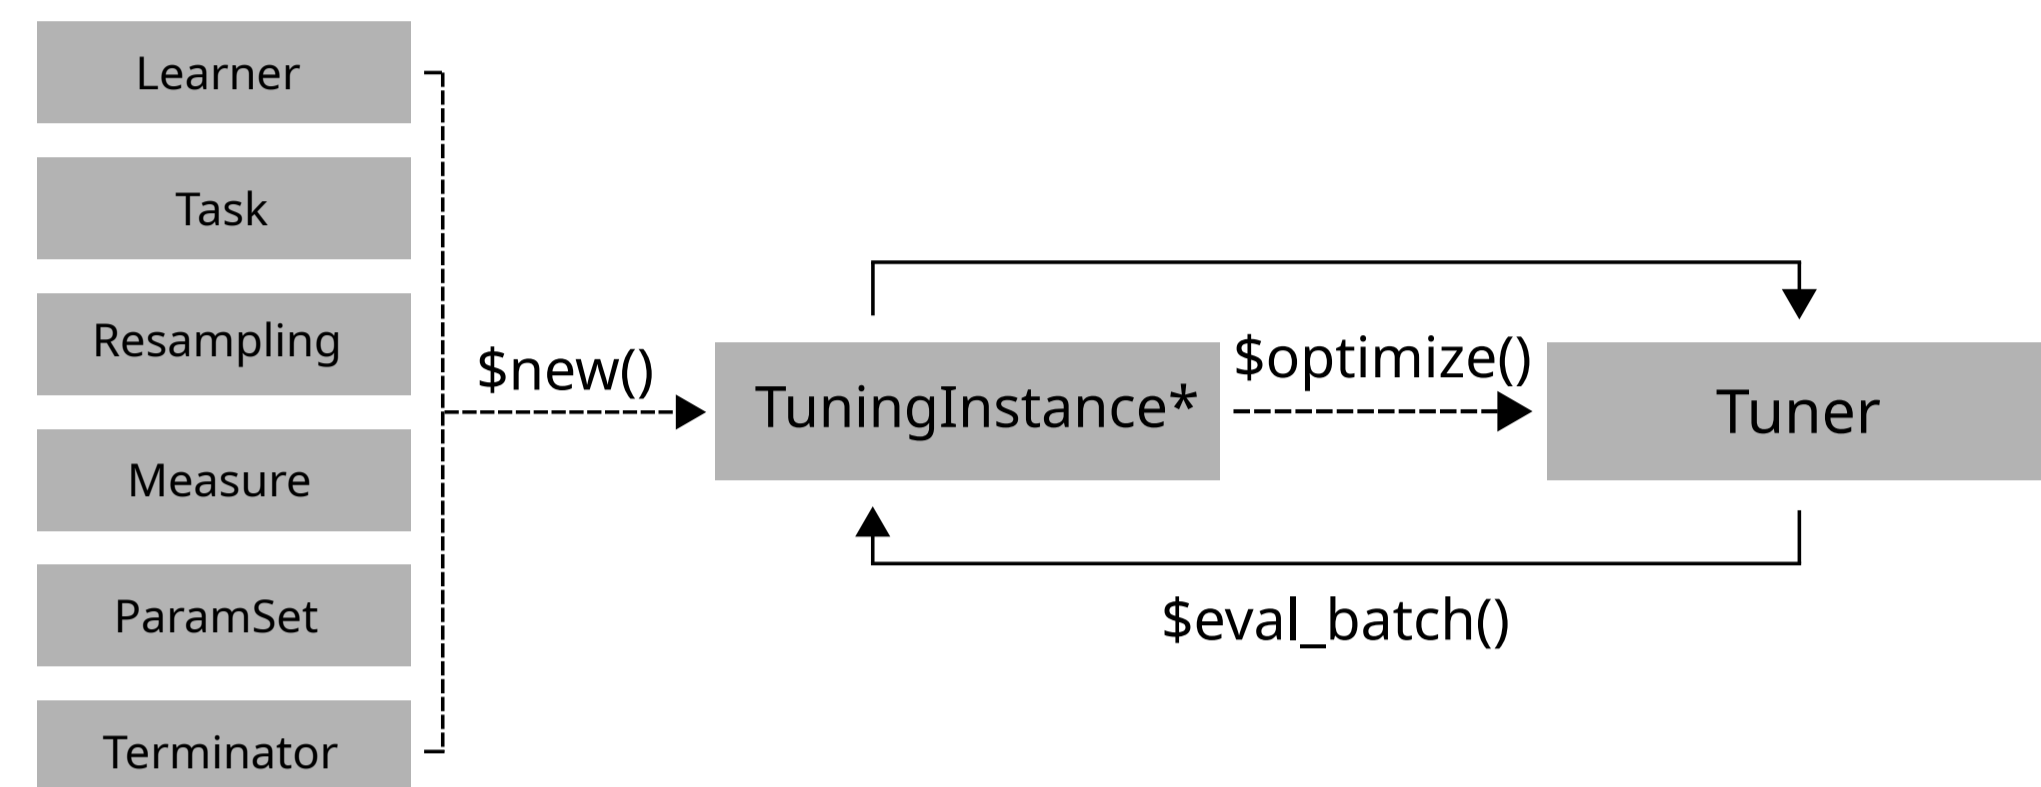 Learner
Task
Resampling
Measure
ParamSet
Terminator
$new()
TuningInstance*
$optimize()
Tuner
$eval_batch()